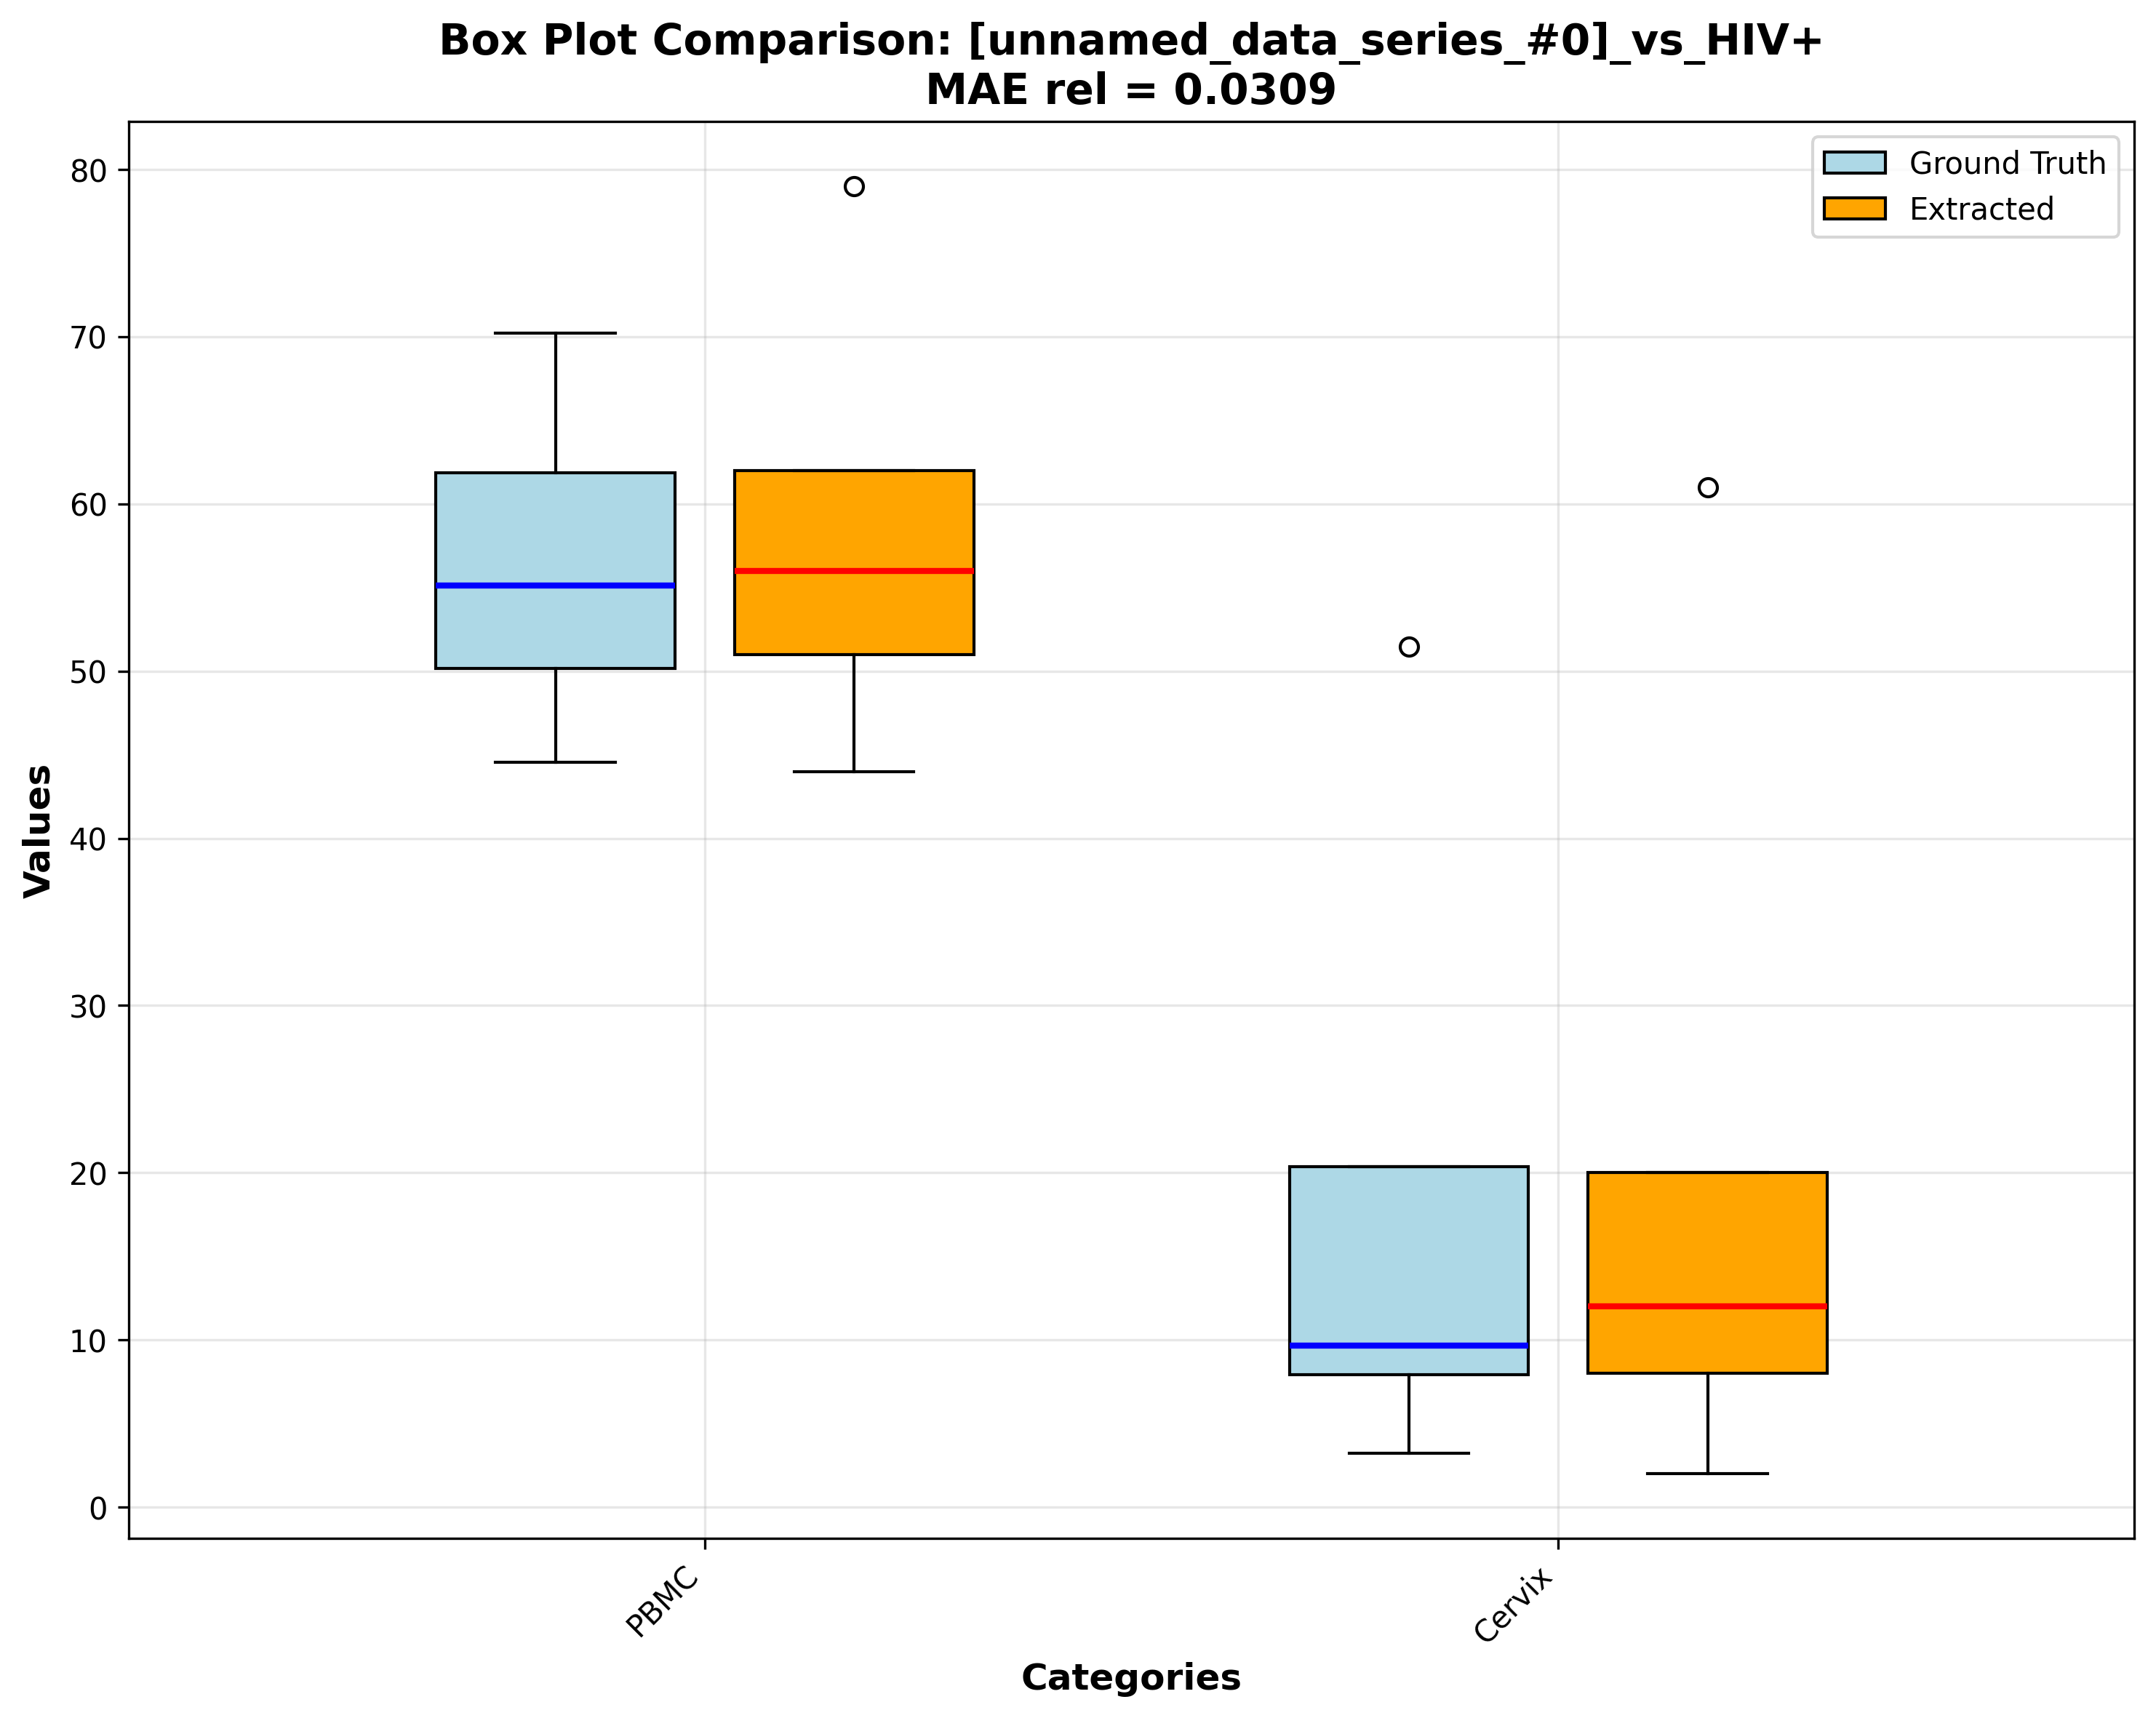 Box Plot Comparison: [unnamed_data_series_#0]_vs_HIV+
MAE rel = 0.0309
Ground Truth
Extracted
80
70
60
50
40
30
20
10
0
Values
PBMC
Cervix
Categories